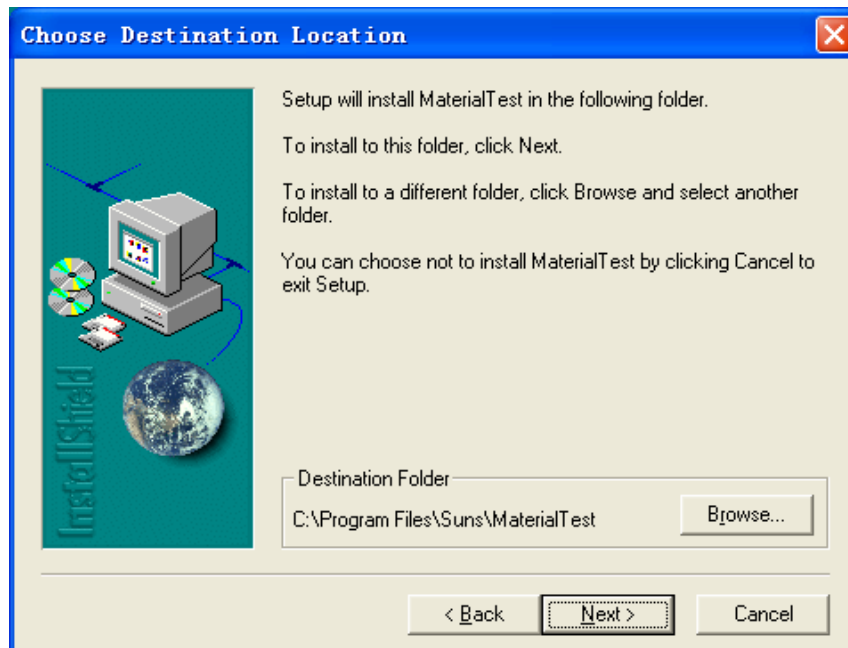 Choose Destination Location
Setup will install MaterialTest in the following folder.
To install to this folder, click Next.
To install to a different folder, click Browse and select another
folder.
You can choose not to install MaterialTest by clicking Cancel to
exit Setup.
InstallShield
Destination Folder
C:\Program Files\Suns\MaterialTest
Browse...
< Back
Next >
Cancel